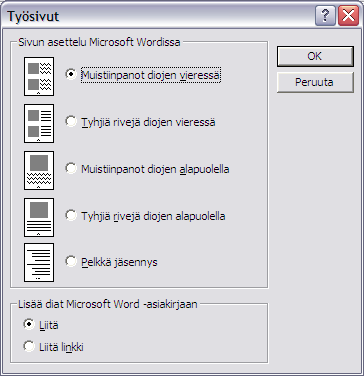 Työsivut
Sivun asettelu Microsoft Wordissa
OK
Muistiinpanot diojen vieressä
Peruuta
Tyhjiä rivejä diojen vieressä
Muistiinpanot diojen alapuolella
Tyhjiä rivejä diojen alapuolella
Pelkkä jäsennys
Lisää diat Microsoft Word -asiakirjaan
Liitä
Liitä linkki